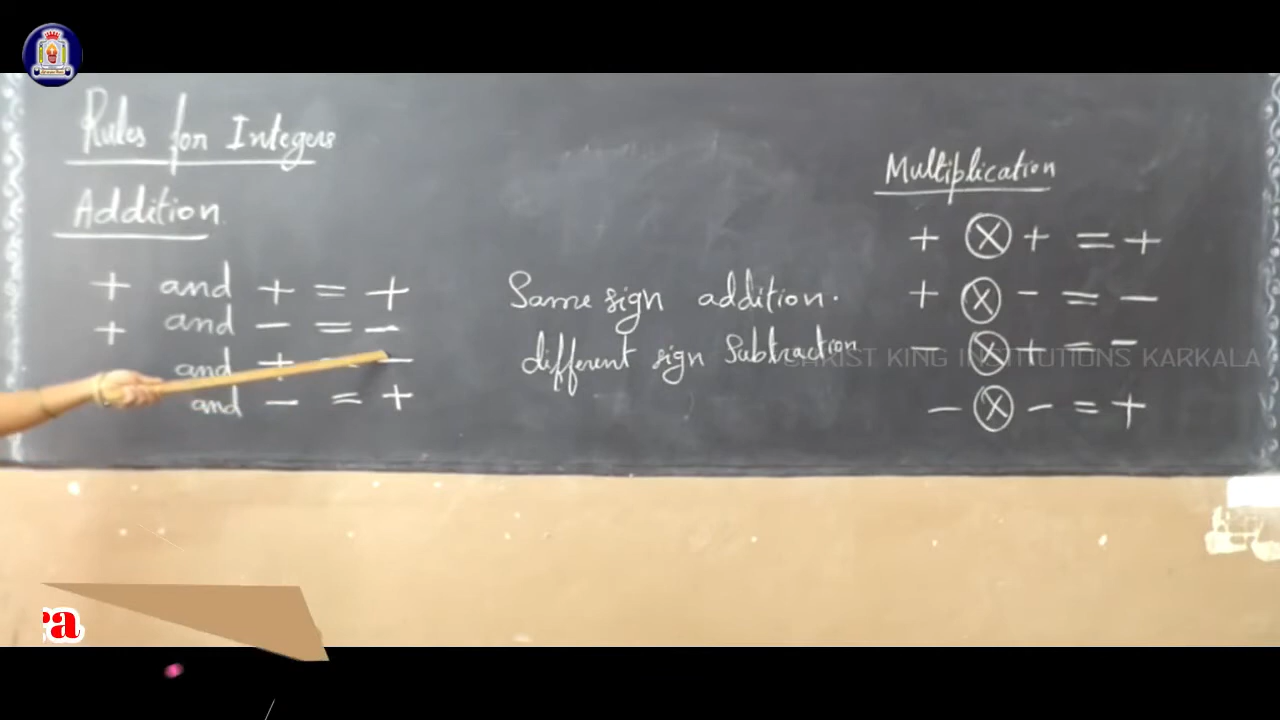 Rules for Integers
Addition
+ and + = +
+ and - = -
and + = -
and - = +
Same sign addition.
different sign Subtraction
Multiplication
+ ⊗ + = +
+ ⊗ - = -
- ⊗ + = -
- ⊗ - = +
CHRIST KING INSTITUTIONS KARKALA
ra